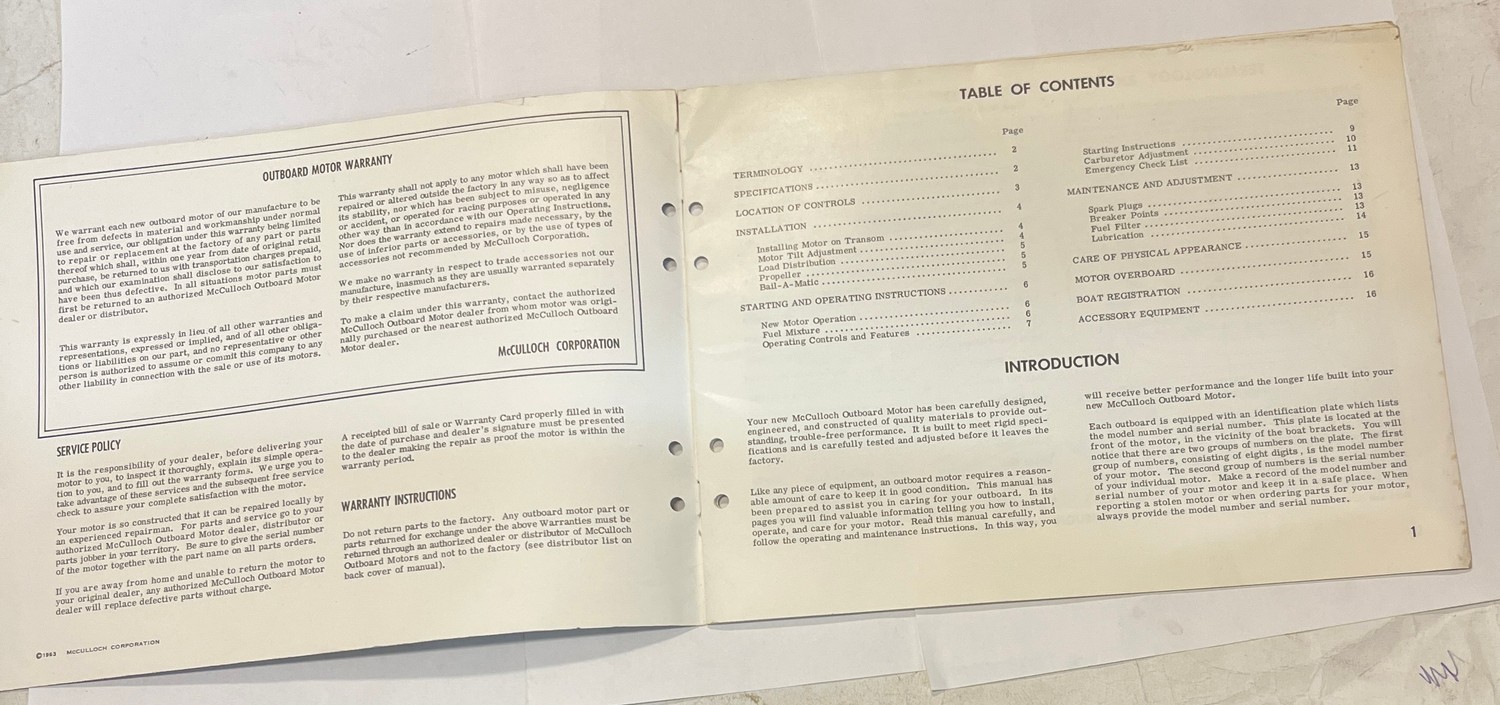 OUTBOARD MOTOR WARRANTY
We warrant each new outboard motor of our manufacture to be
free from defects in material and workmanship under normal
use and service, our obligation under this warranty being limited
to repair or replacement at the factory of any part or parts
thereof which shall, within one year from date of original retail
purchase, be returned to us with transportation charges prepaid,
and which our examination shall disclose to our satisfaction to
have been thus defective. In all situations motor parts must
first be returned to an authorized McCulloch Outboard Motor
dealer or distributor.
This warranty is expressly in lieu of all other warranties and
representations, expressed or implied, and of all other obliga-
tions or liabilities on our part, and no representative or other
person is authorized to assume or commit this company to any
other liability in connection with the sale or use of its motors.
This warranty shall not apply to any motor which shall have been
repaired or altered outside the factory in any way so as to affect
its stability, nor which has been subject to misuse, negligence
or accident, or operated for racing purposes or operated in any
other way than in accordance with our Operating Instructions.
Nor does the warranty extend to repairs made necessary, by the
use of inferior parts or accessories, or by the use of types of
accessories not recommended by McCulloch Corporation.
We make no warranty in respect to trade accessories not our
manufacture, inasmuch as they are usually warranted separately
by their respective manufacturers.
To make a claim under this warranty, contact the authorized
McCulloch Outboard Motor dealer from whom motor was origi-
nally purchased or the nearest authorized McCulloch Outboard
Motor dealer.
McCULLOCH CORPORATION
SERVICE POLICY
It is the responsibility of your dealer, before delivering your
motor to you, to inspect it thoroughly, explain its simple opera-
tion to you, and to fill out the warranty forms. We urge you to
take advantage of these services and the subsequent free service
check to assure your complete satisfaction with the motor.
Your motor is so constructed that it can be repaired locally by
an experienced repairman. For parts and service go to your
authorized McCulloch Outboard Motor dealer, distributor or
parts jobber in your territory. Be sure to give the serial number
of the motor together with the part name on all parts orders.
If you are away from home and unable to return the motor to
your original dealer, any authorized McCulloch Outboard Motor
dealer will replace defective parts without charge.
A receipted bill of sale or Warranty Card properly filled in with
the date of purchase and dealer's signature must be presented
to the dealer making the repair as proof the motor is within the
warranty period.
WARRANTY INSTRUCTIONS
Do not return parts to the factory. Any outboard motor part or
parts returned for exchange under the above Warranties must be
returned through an authorized dealer or distributor of McCulloch
Outboard Motors and not to the factory (see distributor list on
back cover of manual).
©1963 McCULLOCH CORPORATION
TABLE OF CONTENTS
Page
TERMINOLOGY .......... 2
SPECIFICATIONS .......... 2
LOCATION OF CONTROLS .......... 3
INSTALLATION .......... 4
Installing Motor on Transom .......... 4
Motor Tilt Adjustment .......... 4
Load Distribution .......... 5
Propeller .......... 5
Bail-A-Matic .......... 5
STARTING AND OPERATING INSTRUCTIONS .......... 6
New Motor Operation .......... 6
Fuel Mixture .......... 6
Operating Controls and Features .......... 7
Page
Starting Instructions .......... 9
Carburetor Adjustment .......... 10
Emergency Check List .......... 11
MAINTENANCE AND ADJUSTMENT .......... 13
Spark Plugs .......... 13
Breaker Points .......... 13
Fuel Filter .......... 13
Lubrication .......... 14
CARE OF PHYSICAL APPEARANCE .......... 15
MOTOR OVERBOARD .......... 15
BOAT REGISTRATION .......... 16
ACCESSORY EQUIPMENT .......... 16
INTRODUCTION
Your new McCulloch Outboard Motor has been carefully designed,
engineered, and constructed of quality materials to provide out-
standing, trouble-free performance. It is built to meet rigid speci-
fications and is carefully tested and adjusted before it leaves the
factory.
Like any piece of equipment, an outboard motor requires a reason-
able amount of care to keep it in good condition. This manual has
been prepared to assist you in caring for your outboard. In its
pages you will find valuable information telling you how to install,
operate, and care for your motor. Read this manual carefully, and
follow the operating and maintenance instructions. In this way, you
will receive better performance and the longer life built into your
new McCulloch Outboard Motor.
Each outboard is equipped with an identification plate which lists
the model number and serial number. This plate is located at the
front of the motor, in the vicinity of the boat brackets. You will
notice that there are two groups of numbers on the plate. The first
group of numbers, consisting of eight digits, is the model number
of your motor. The second group of numbers is the serial number
of your individual motor. Make a record of the model number and
serial number of your motor and keep it in a safe place. When
reporting a stolen motor or when ordering parts for your motor,
always provide the model number and serial number.
1